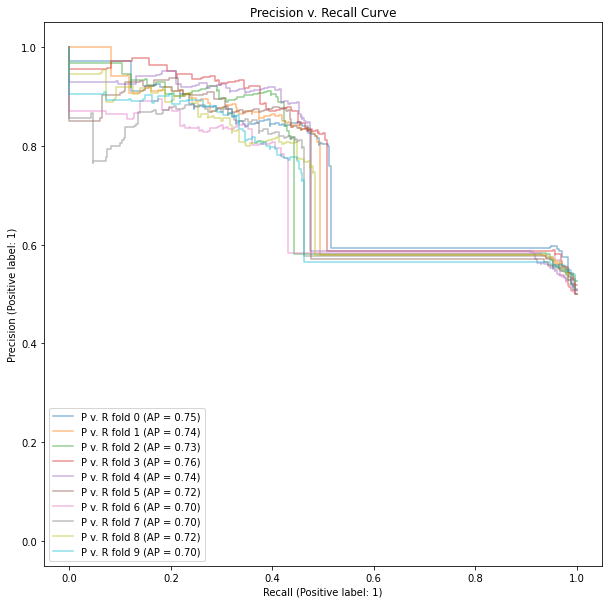 Precision v. Recall Curve
Precision (Positive label: 1)
1.0
0.8
0.6
0.4
0.2
0.0
P v. R fold 0 (AP = 0.75)
P v. R fold 1 (AP = 0.74)
P v. R fold 2 (AP = 0.73)
P v. R fold 3 (AP = 0.76)
P v. R fold 4 (AP = 0.74)
P v. R fold 5 (AP = 0.72)
P v. R fold 6 (AP = 0.70)
P v. R fold 7 (AP = 0.70)
P v. R fold 8 (AP = 0.72)
P v. R fold 9 (AP = 0.70)
0.0 0.2 0.4 0.6 0.8 1.0
Recall (Positive label: 1)